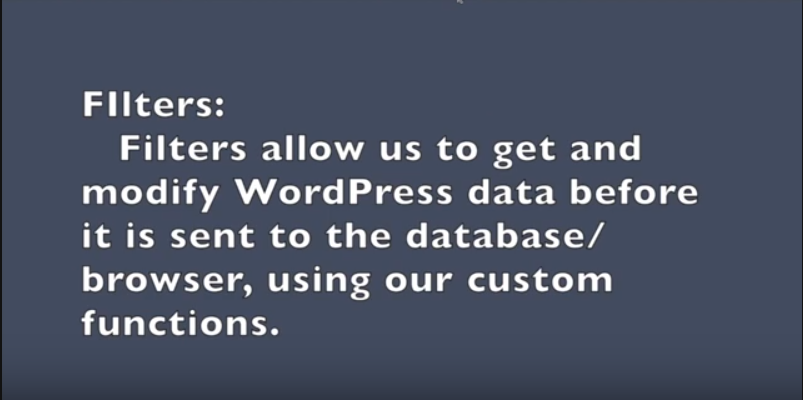 FIlters:
Filters allow us to get and
modify WordPress data before
it is sent to the database/
browser, using our custom
functions.